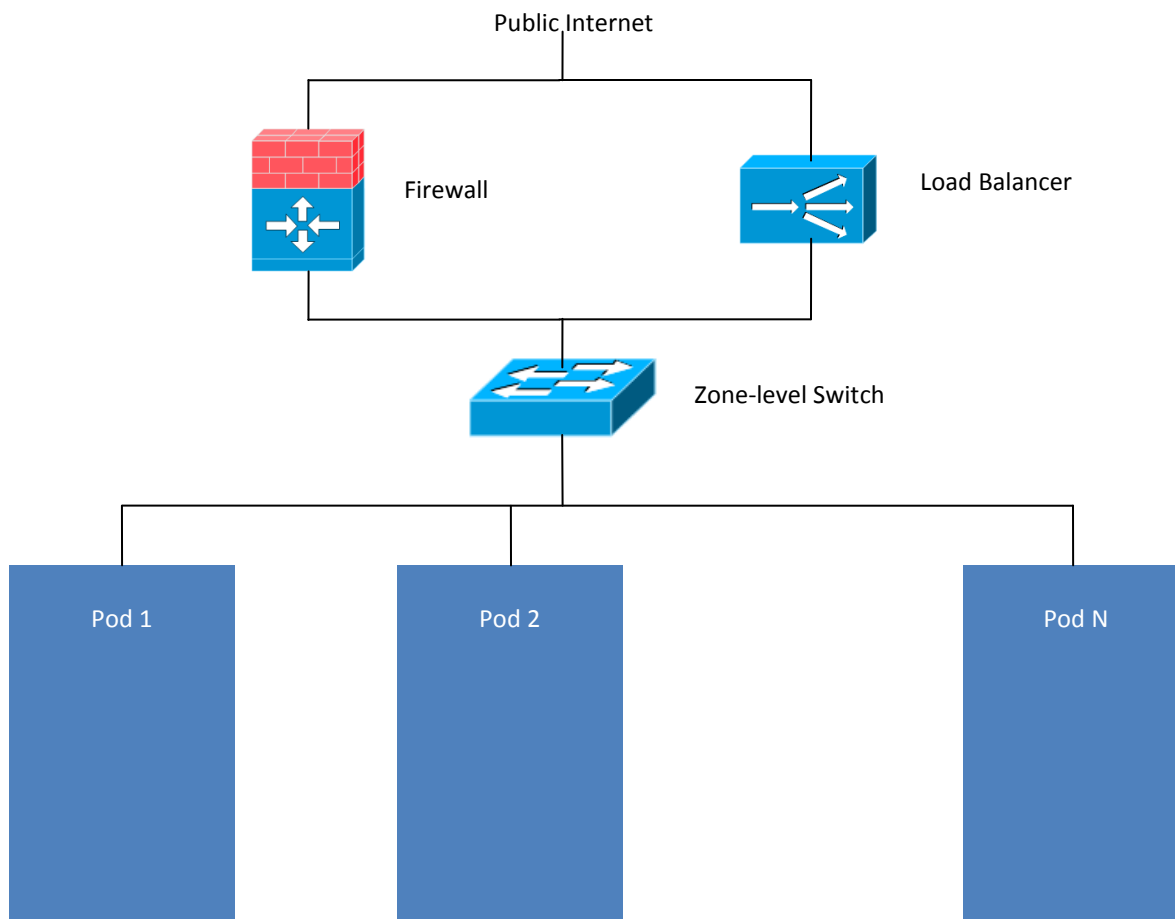 Public Internet
Firewall
Load Balancer
Zone-level Switch
Pod 1
Pod 2
Pod N